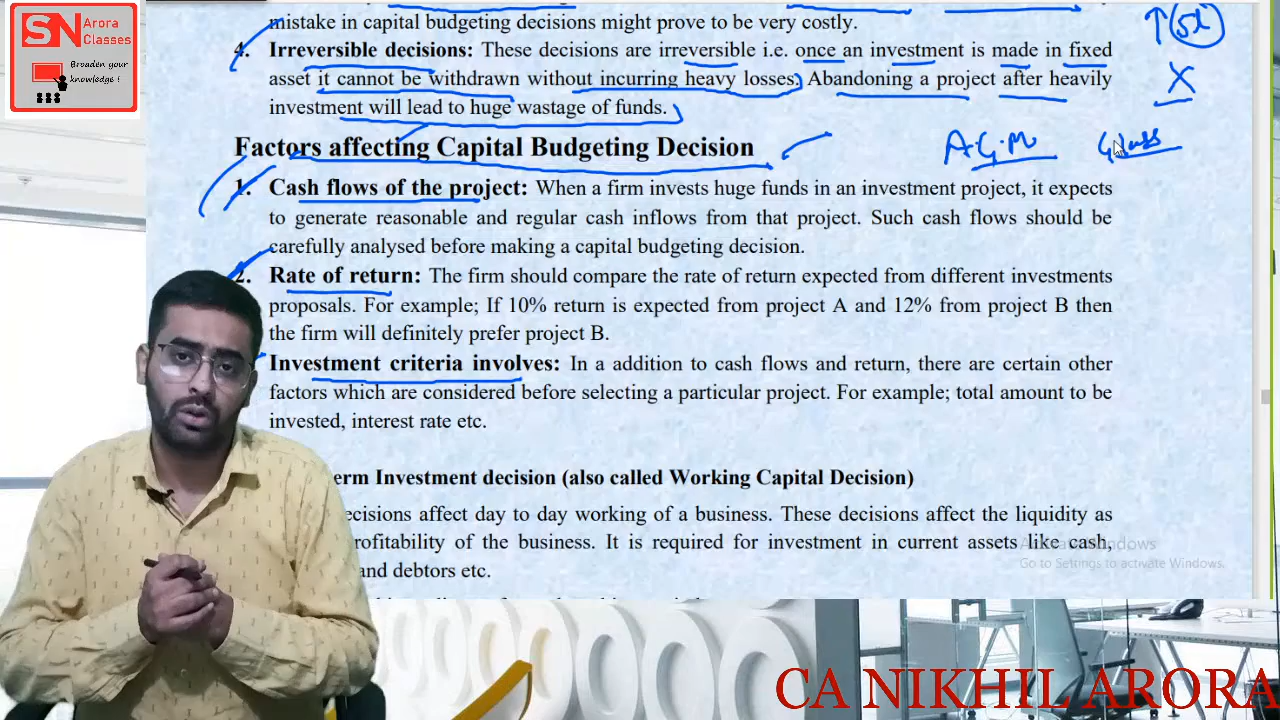 SN Arora
Classes
Broaden your
knowledge !
mistake in capital budgeting decisions might prove to be very costly.
4. Irreversible decisions: These decisions are irreversible i.e. once an investment is made in fixed
asset it cannot be withdrawn without incurring heavy losses. Abandoning a project after heavily
investment will lead to huge wastage of funds.
Factors affecting Capital Budgeting Decision
A.G.M
1. Cash flows of the project: When a firm invests huge funds in an investment project, it expects
to generate reasonable and regular cash inflows from that project. Such cash flows should be
carefully analysed before making a capital budgeting decision.
2. Rate of return: The firm should compare the rate of return expected from different investments
proposals. For example; If 10% return is expected from project A and 12% from project B then
the firm will definitely prefer project B.
Investment criteria involves: In a addition to cash flows and return, there are certain other
factors which are considered before selecting a particular project. For example; total amount to be
invested, interest rate etc.
erm Investment decision (also called Working Capital Decision)
ecisions affect day to day working of a business. These decisions affect the liquidity as
rofitability of the business. It is required for investment in current assets like cash,
and debtors etc.
Activate Windows
Go to Settings to activate Windows.
CA NIKHIL ARORA